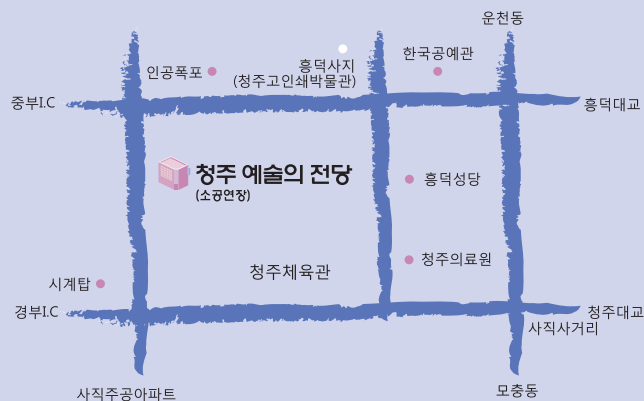 운천동
한국공예관
인공폭포
흥덕사지
(청주고인쇄박물관)
중부I.C
흥덕대교
청주 예술의 전당
(소공연장)
흥덕성당
청주의료원
청주체육관
시계탑
경부I.C
청주대교
사직사거리
사직주공아파트
모충동